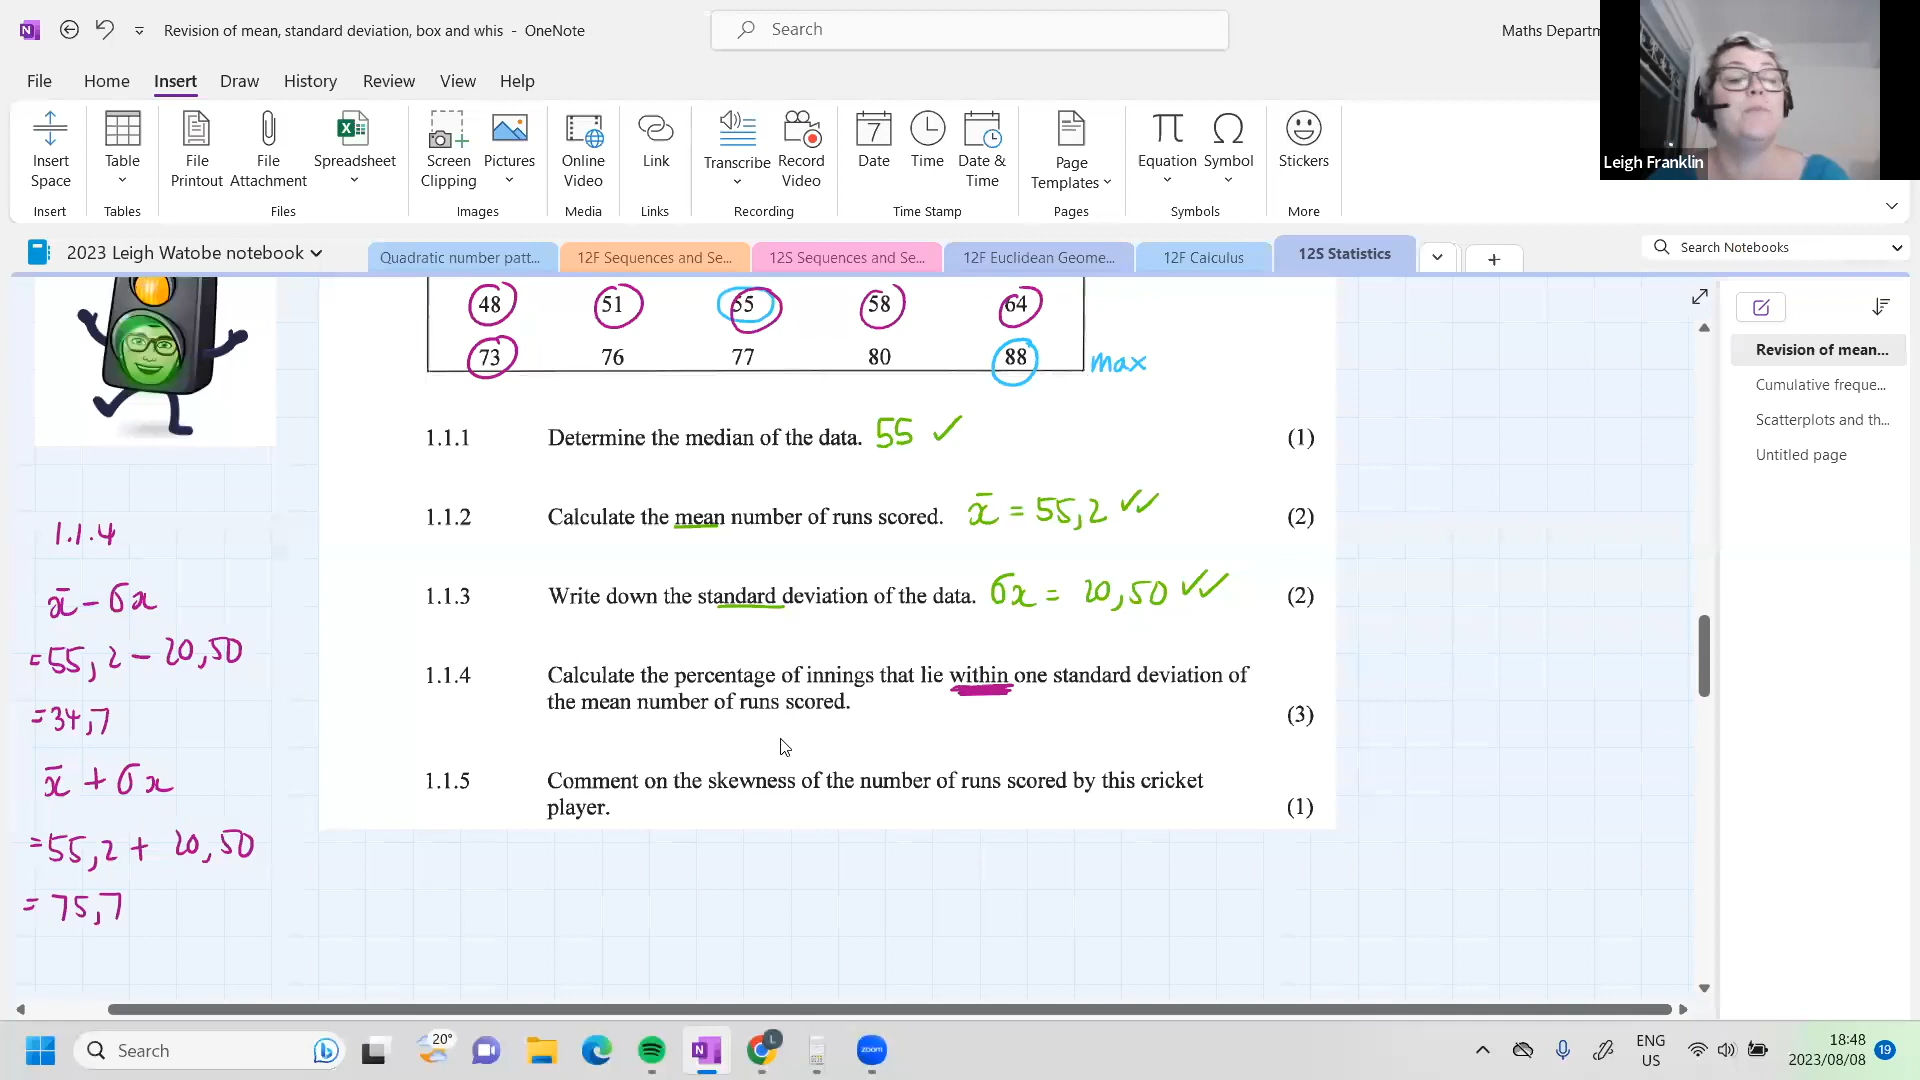 Revision of mean, standard deviation, box and whis - OneNote
Search
Maths Departm
File Home Insert Draw History Review View Help
Insert Space
Table
File Printout
File Attachment
Spreadsheet
Screen Clipping
Pictures
Online Video
Link
Transcribe
Record Video
Date
Time
Date & Time
Page Templates
Equation
Symbol
Stickers
Insert
Tables
Files
Images
Media
Links
Recording
Time Stamp
Pages
Symbols
More
Leigh Franklin
2023 Leigh Watobe notebook
Quadratic number patt...
12F Sequences and Se...
12S Sequences and Se...
12F Euclidean Geome...
12F Calculus
12S Statistics
Search Notebooks
48 51 55 58 64
73 76 77 80 88 max
1.1.1 Determine the median of the data. 55 ✓ (1)
1.1.2 Calculate the mean number of runs scored. x̄ = 55,2 ✓✓ (2)
1.1.3 Write down the standard deviation of the data. σx = 20,50 ✓✓ (2)
1.1.4 Calculate the percentage of innings that lie within one standard deviation of
the mean number of runs scored.
(3)
1.1.5 Comment on the skewness of the number of runs scored by this cricket
player. (1)
1.1.4
x̄ - σx
= 55,2 - 20,50
= 34,7
x̄ + σx
= 55,2 + 20,50
= 75,7
Revision of mean...
Cumulative freque...
Scatterplots and th...
Untitled page
Search
20°
zoom
L
ENG
US
18:48
2023/08/08
19